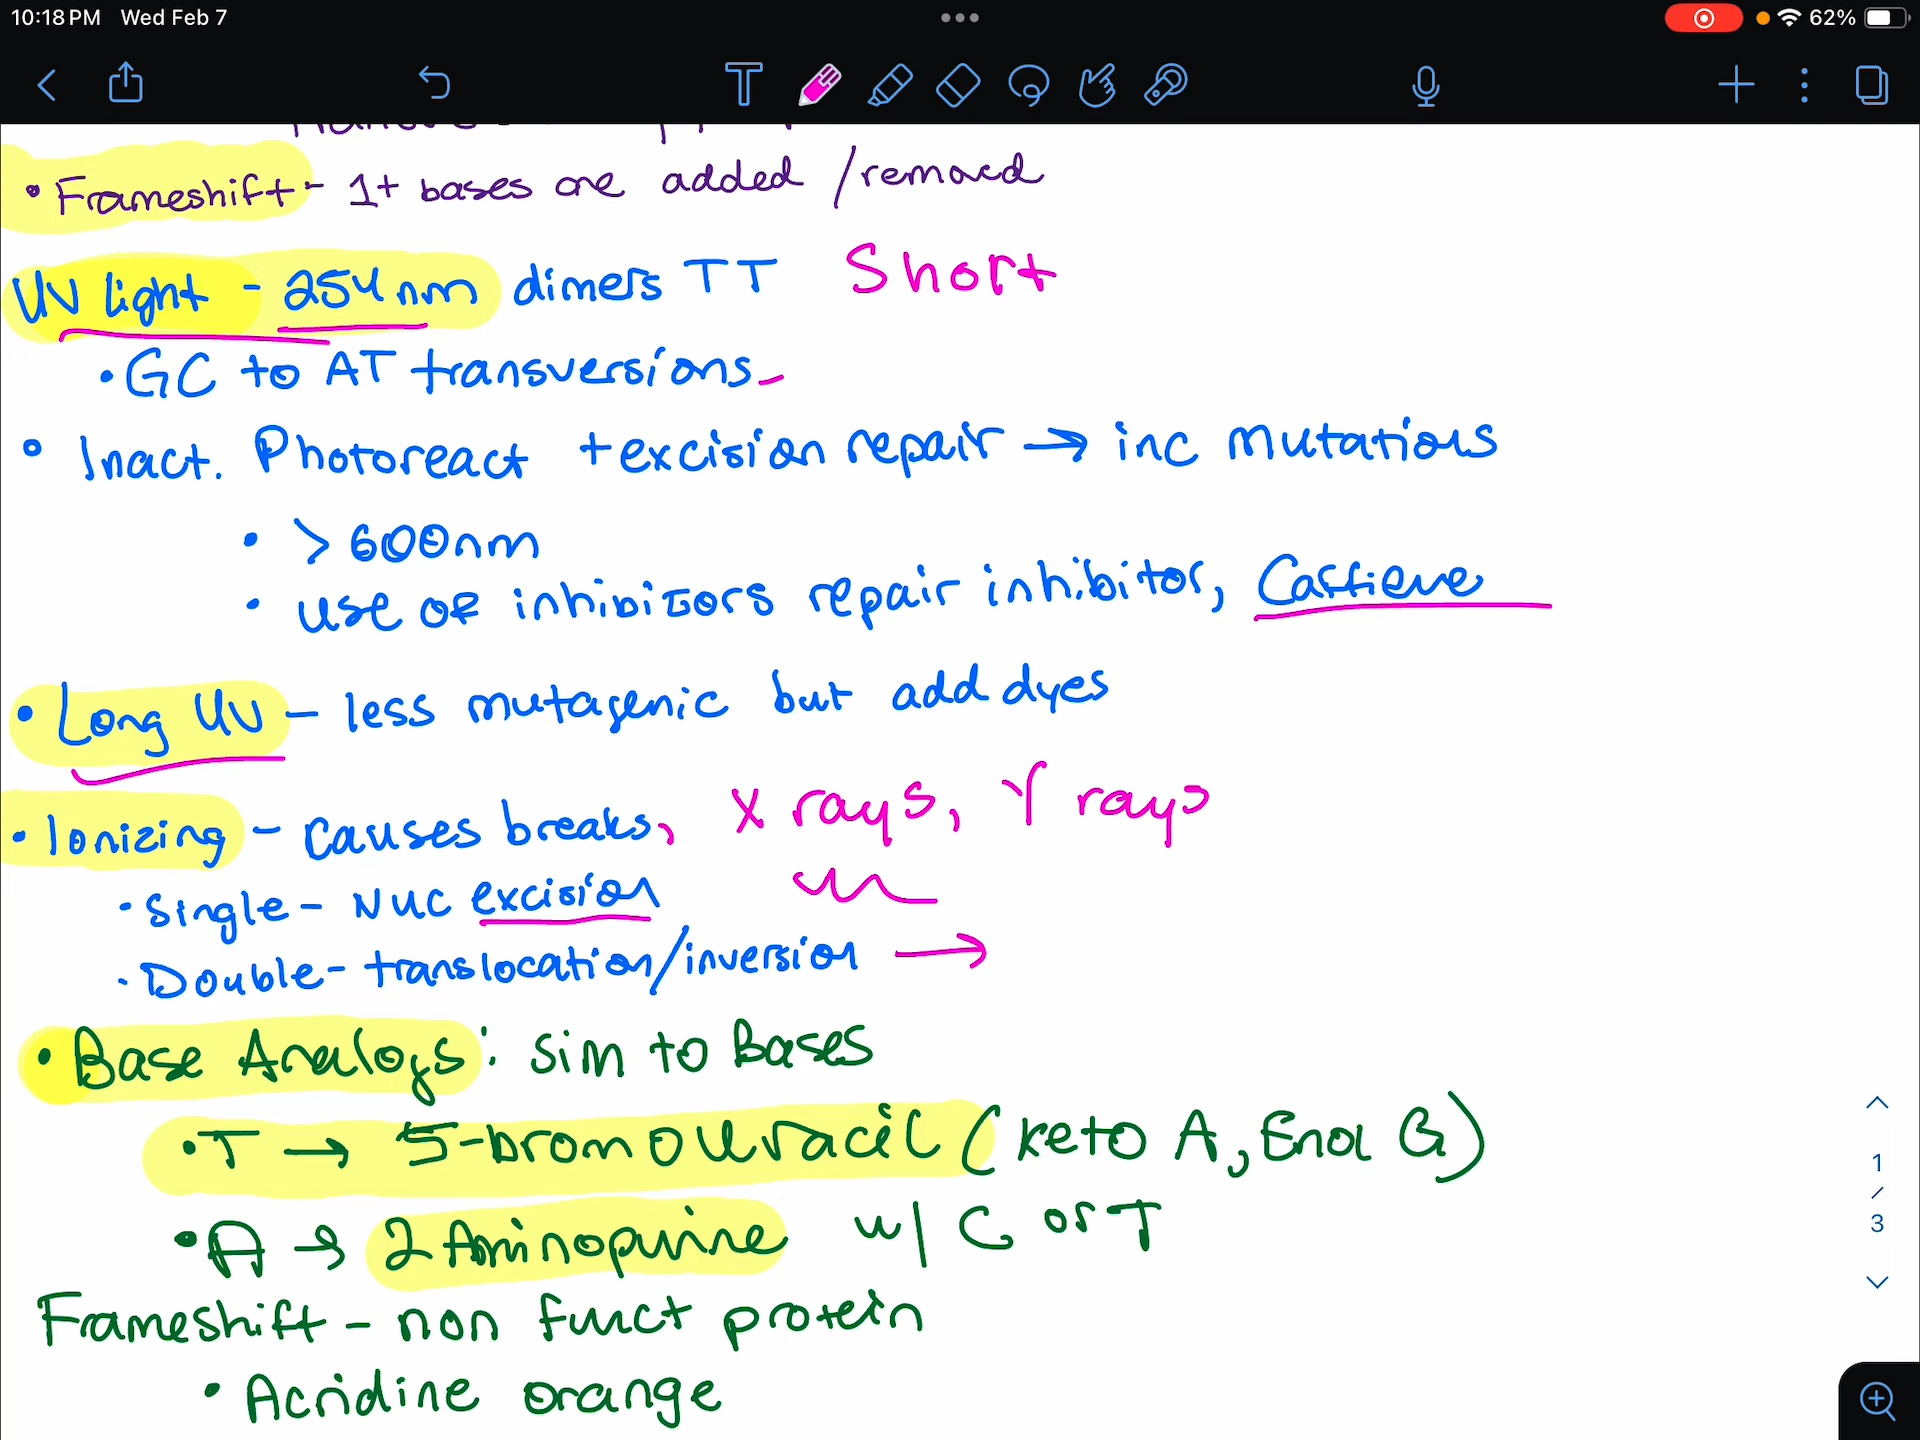 10:18 PM Wed Feb 7
62%
• Frameshift - 1+ bases are added /removed
UV light - 254nm dimers TT Short
• GC to AT transversions
• Inact. Photoreact + excision repair → inc mutations
• > 600nm
• use of inhibitors repair inhibitor, Caffiene
• Long UV - less mutagenic but add dyes
• Ionizing - causes breaks, X rays, γ rays
• Single - Nuc excision
• Double - translocation/inversion →
• Base Analogs: sim to Bases
• T → 5-bromouracil (keto A, Enol G)
• A → 2 Aminopurine w/ C or T
1
/
3
Frameshift - non funct protein
• Acridine orange